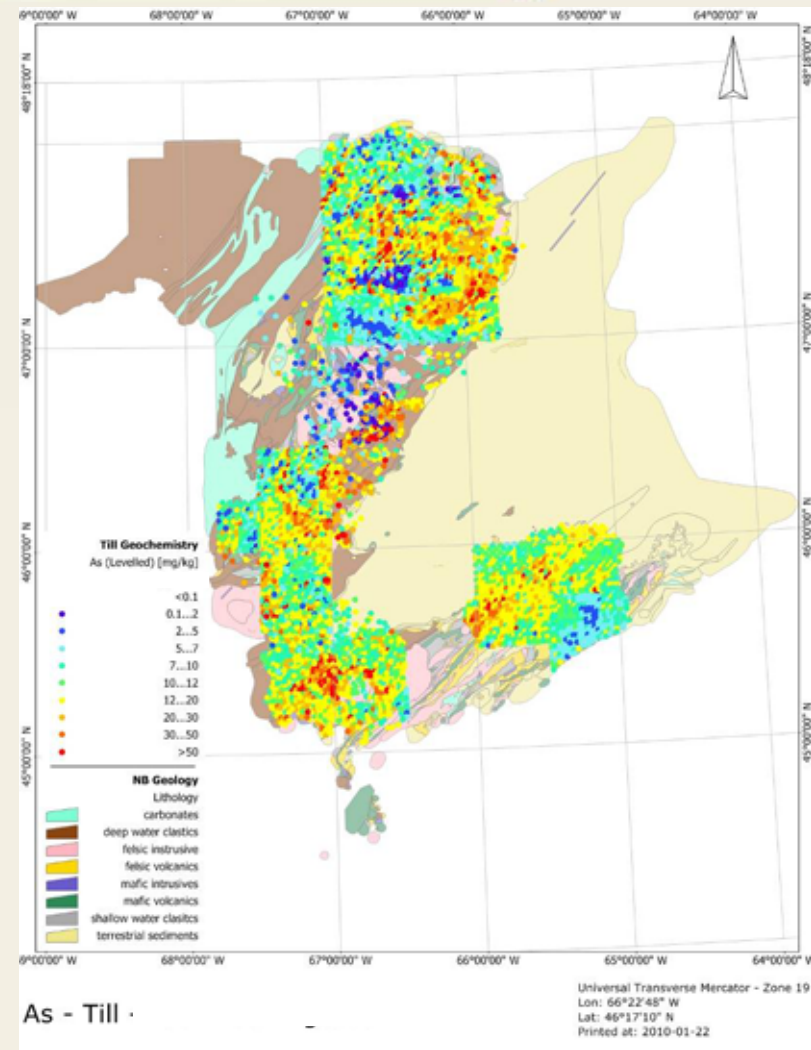 9°00'00" W 68°00'00" W 67°00'00" W 66°00'00" W 65°00'00" W 64°00'00" W
48°18'00" N 48°18'00" N
47°00'00" N 47°00'00" N
46°00'00" N 46°00'00" N
45°00'00" N 45°00'00" N
Till Geochemistry
As (Levelled) [mg/kg]
<0.1
0.1...2
2...5
5...7
7...10
10...12
12...20
20...30
30...50
>50
NB Geology
Lithology
carbonates
deep water clastics
felsic instrusive
felsic volcanics
mafic intrusives
mafic volcanics
shallow water clasitcs
terrestrial sediments
9°00'00" W 68°00'00" W 67°00'00" W 66°00'00" W 65°00'00" W 64°00'00" W
As - Till
Universal Transverse Mercator - Zone 19
Lon: 66°22'48" W
Lat: 46°17'10" N
Printed at: 2010-01-22